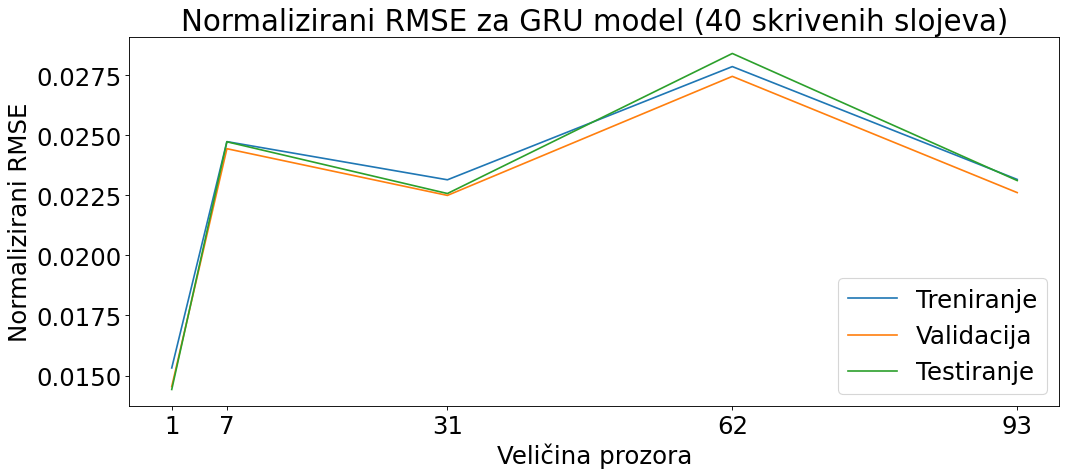 Normalizirani RMSE za GRU model (40 skrivenih slojeva)
Normalizirani RMSE
0.0275
0.0250
0.0225
0.0200
0.0175
0.0150
Treniranje
Validacija
Testiranje
1 7 31 62 93
Veličina prozora